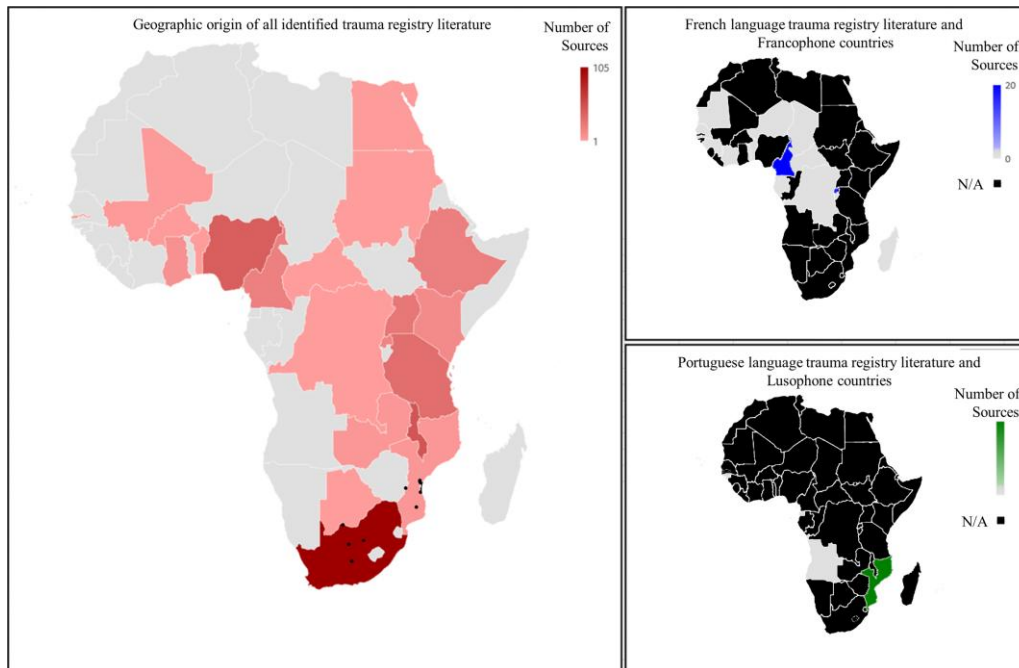 Geographic origin of all identified trauma registry literature
Number of
Sources
105
1
French language trauma registry literature and
Francophone countries
Number of
Sources
20
0
N/A
Portuguese language trauma registry literature and
Lusophone countries
Number of
Sources
N/A